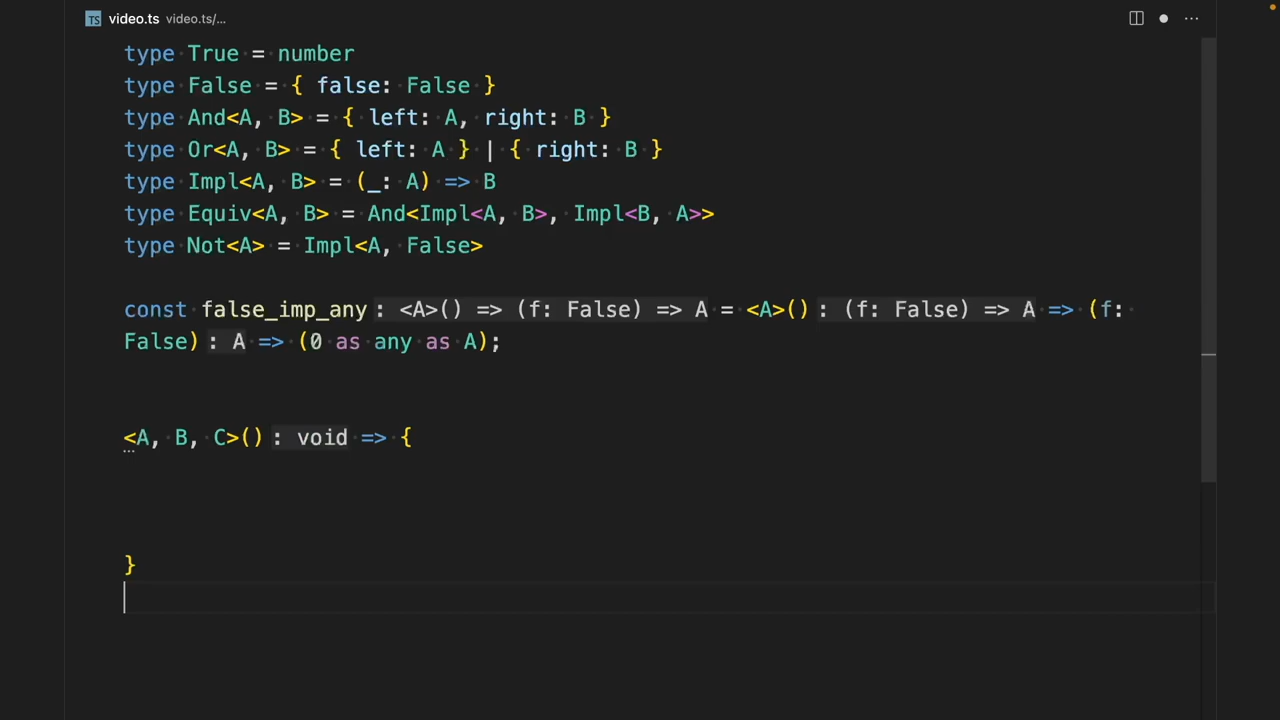 TS video.ts video.ts/...
type True = number
type False = { false: False }
type And<A, B> = { left: A, right: B }
type Or<A, B> = { left: A } | { right: B }
type Impl<A, B> = (_: A) => B
type Equiv<A, B> = And<Impl<A, B>, Impl<B, A>>
type Not<A> = Impl<A, False>
const false_imp_any: <A>() => (f: False) => A = <A>(): (f: False) => A => (f:
False): A => (0 as any as A);
<A, B, C>(): void => {
}